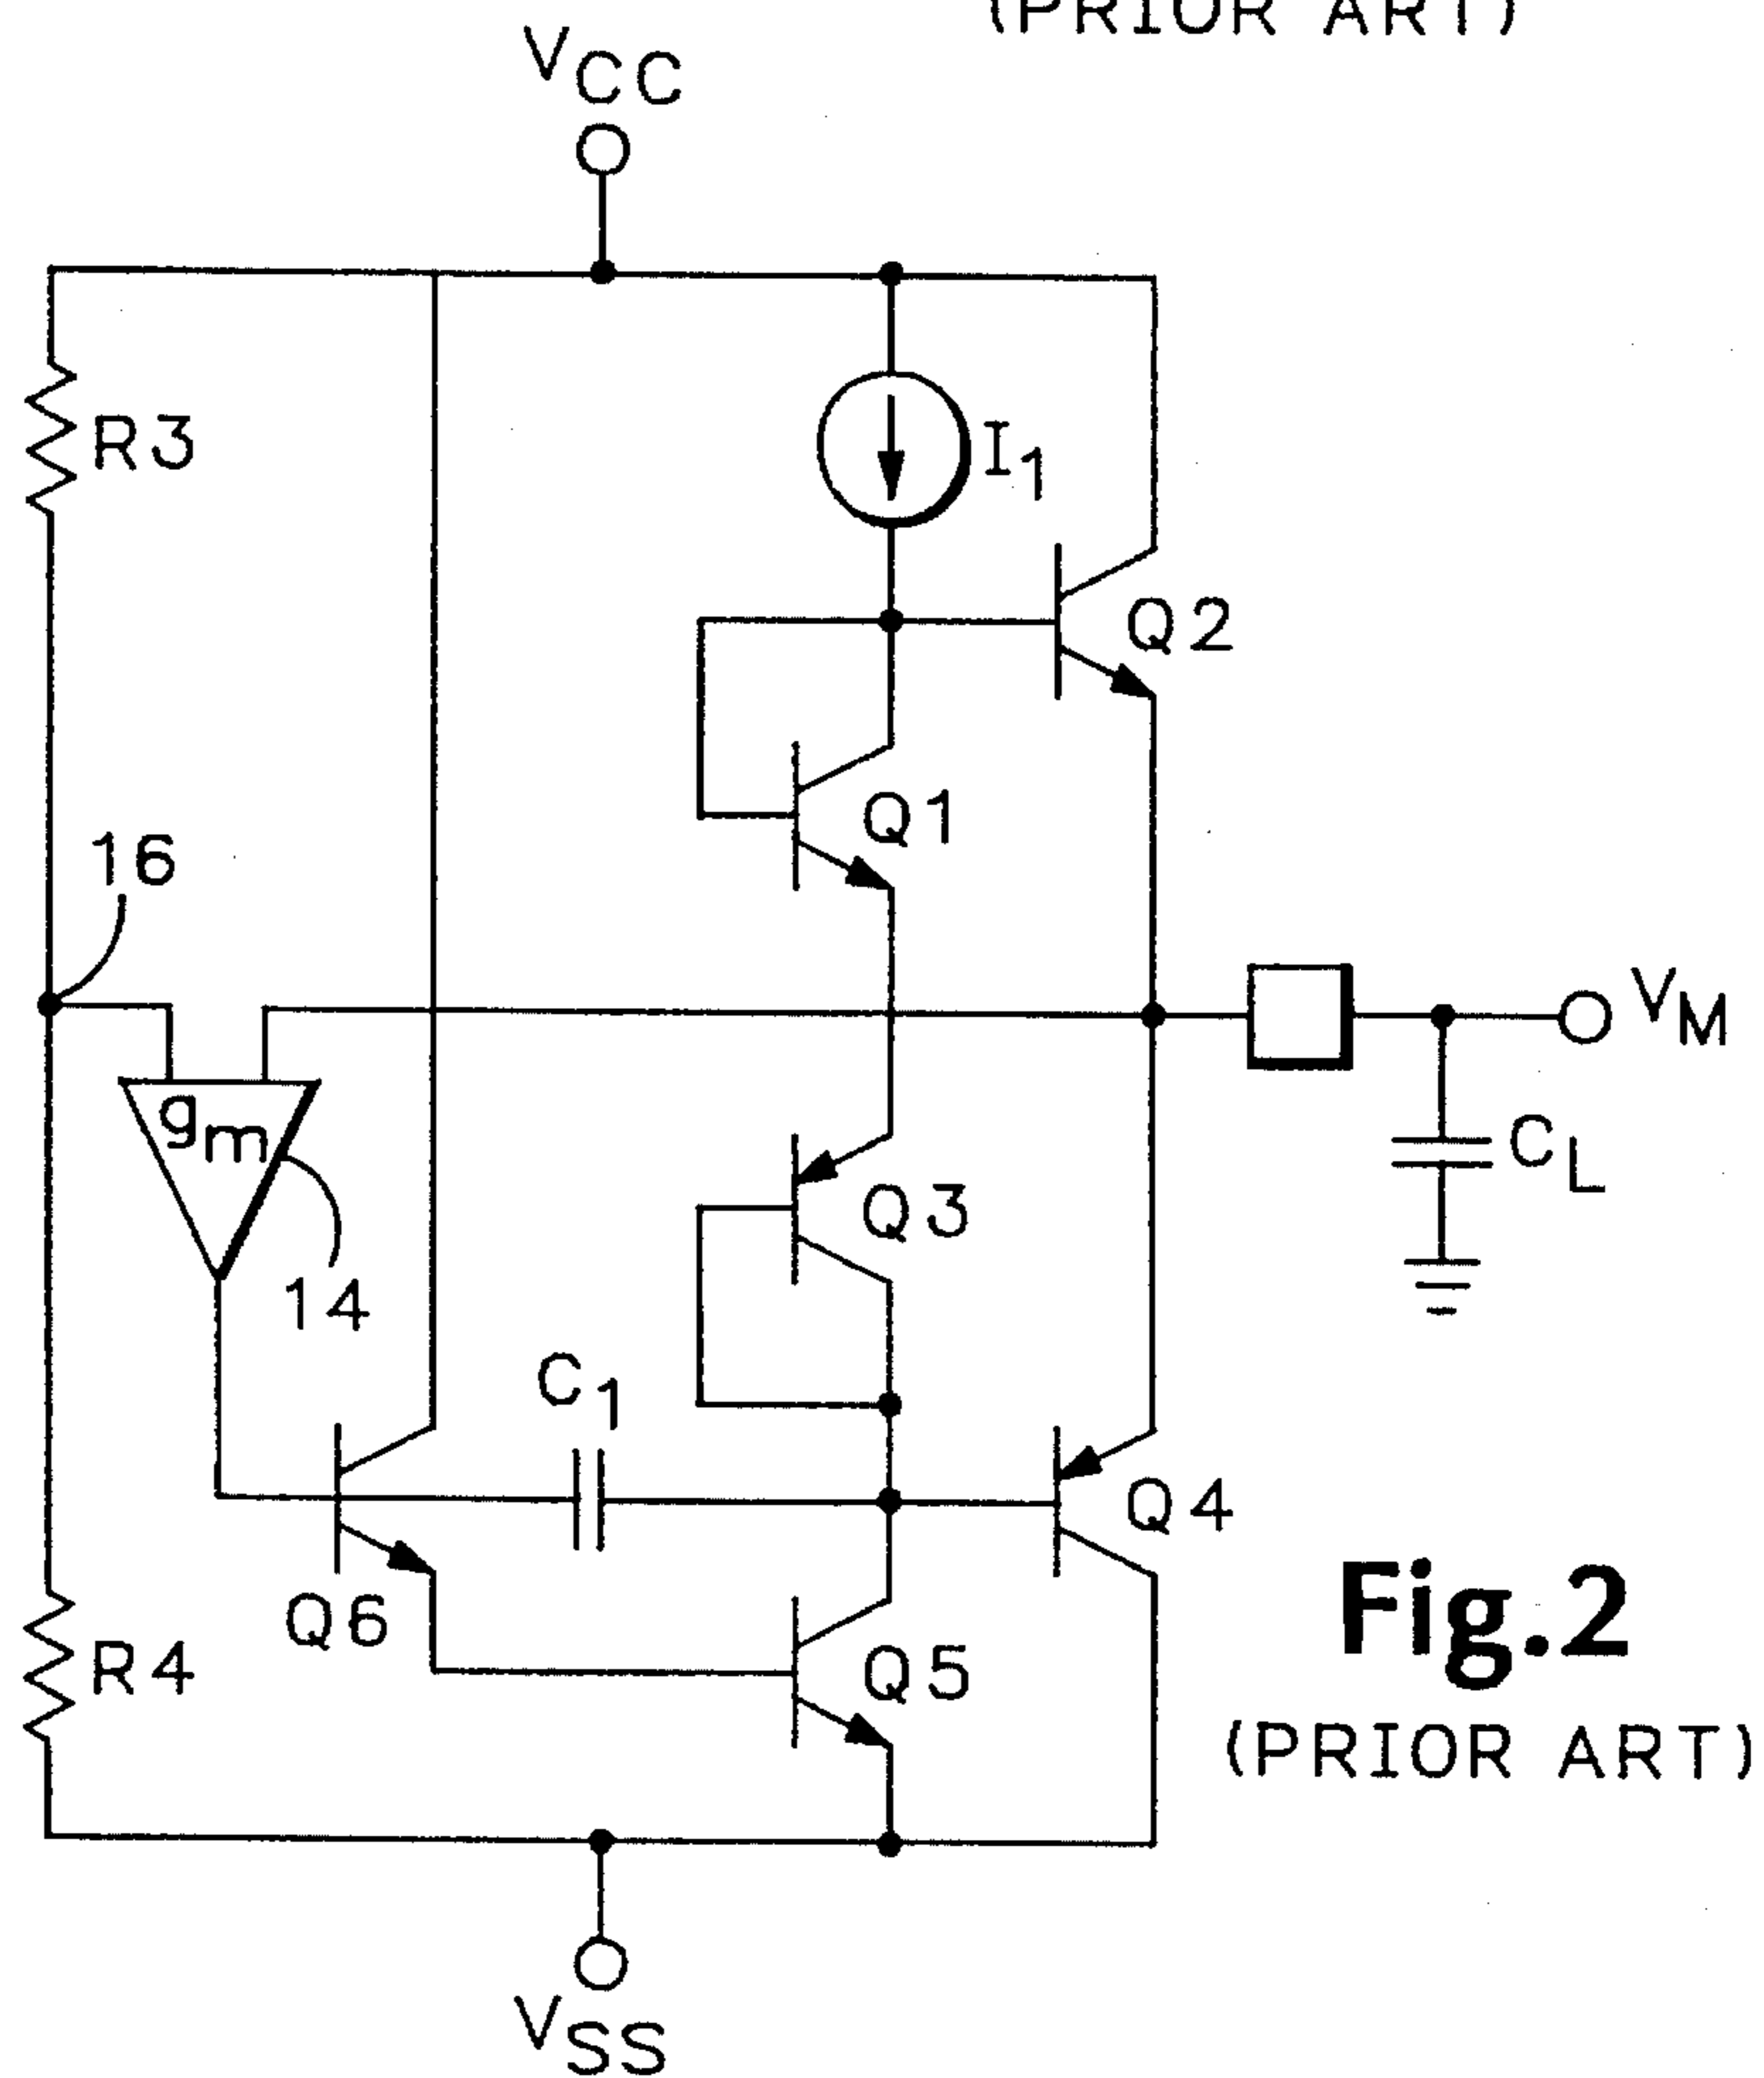 (PRIOR ART)
VCC
R3
I1
Q2
Q1
16
VM
gm
CL
Q3
14
C1
Q4
Q6
Q5
R4
Fig.2
(PRIOR ART)
VSS